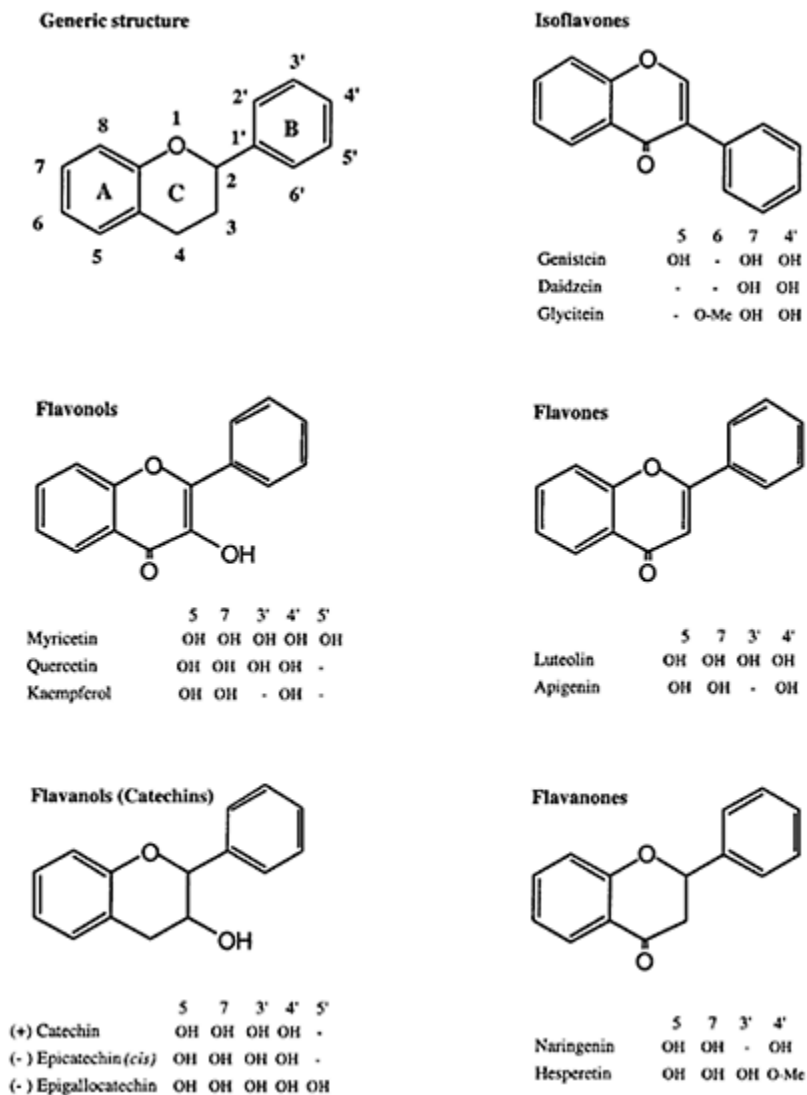 Generic structure
1
2
3
4
5
6
7
8
1'
2'
3'
4'
5'
6'
A
B
C
O
Isoflavones
O
O
5 6 7 4'
Genistein OH - OH OH
Daidzein - - OH OH
Glycitein - O-Me OH OH
Flavonols
O
OH
O
5 7 3' 4' 5'
Myricetin OH OH OH OH OH
Quercetin OH OH OH OH -
Kaempferol OH OH - OH -
Flavones
O
O
5 7 3' 4'
Luteolin OH OH OH OH
Apigenin OH OH - OH
Flavanols (Catechins)
O
OH
5 7 3' 4' 5'
(+) Catechin OH OH OH OH -
(-) Epicatechin (cis) OH OH OH OH -
(-) Epigallocatechin OH OH OH OH OH
Flavanones
O
O
5 7 3' 4'
Naringenin OH OH - OH
Hesperetin OH OH OH O-Me